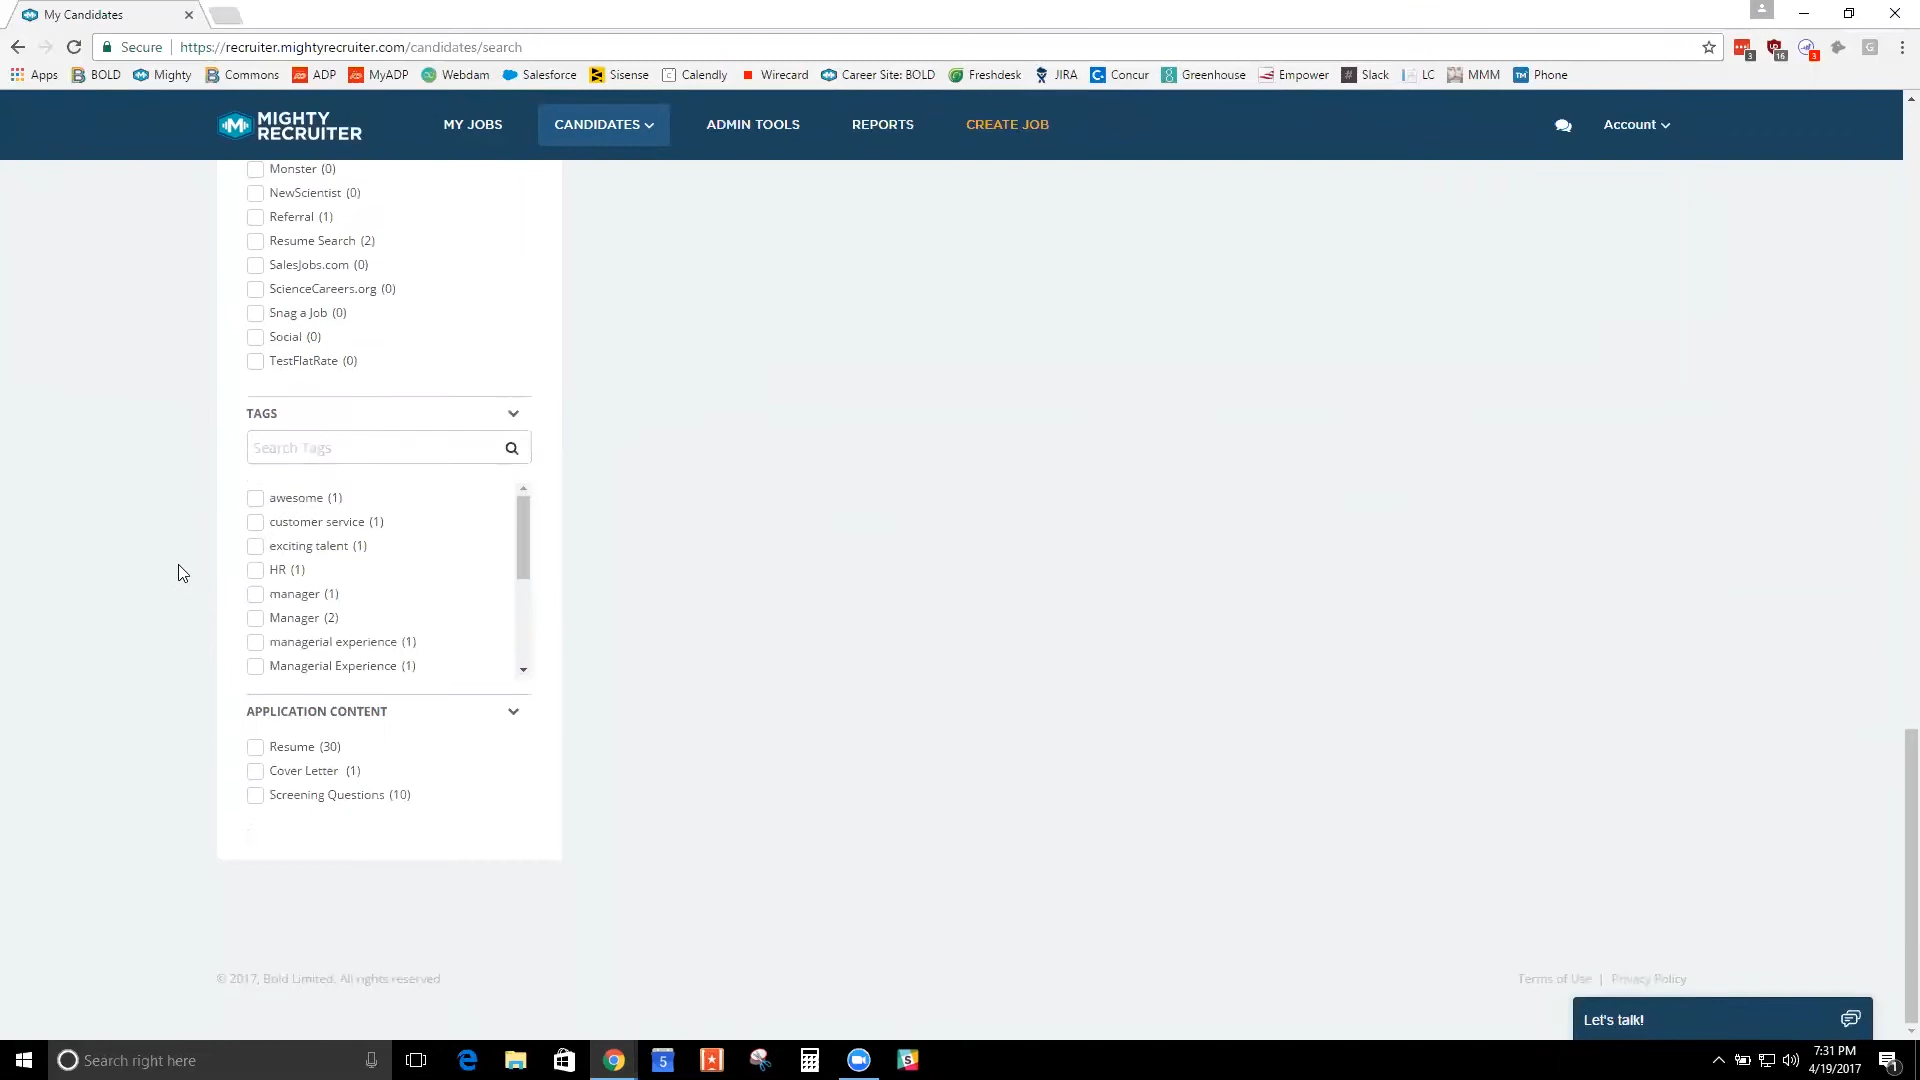 My Candidates
Secure https://recruiter.mightyrecruiter.com/candidates/search
3 16 3 G
Apps BOLD Mighty Commons ADP MyADP Webdam Salesforce Sisense Calendly Wirecard Career Site: BOLD Freshdesk JIRA Concur Greenhouse Empower Slack LC MMM Phone
MIGHTY
RECRUITER
MY JOBS CANDIDATES ADMIN TOOLS REPORTS CREATE JOB Account
Monster (0)
NewScientist (0)
Referral (1)
Resume Search (2)
SalesJobs.com (0)
ScienceCareers.org (0)
Snag a Job (0)
Social (0)
TestFlatRate (0)
TAGS
Search Tags
awesome (1)
customer service (1)
exciting talent (1)
HR (1)
manager (1)
Manager (2)
managerial experience (1)
Managerial Experience (1)
APPLICATION CONTENT
Resume (30)
Cover Letter (1)
Screening Questions (10)
© 2017, Bold Limited. All rights reserved
Terms of Use | Privacy Policy
Let's talk!
Search right here
5
7:31 PM
4/19/2017
1